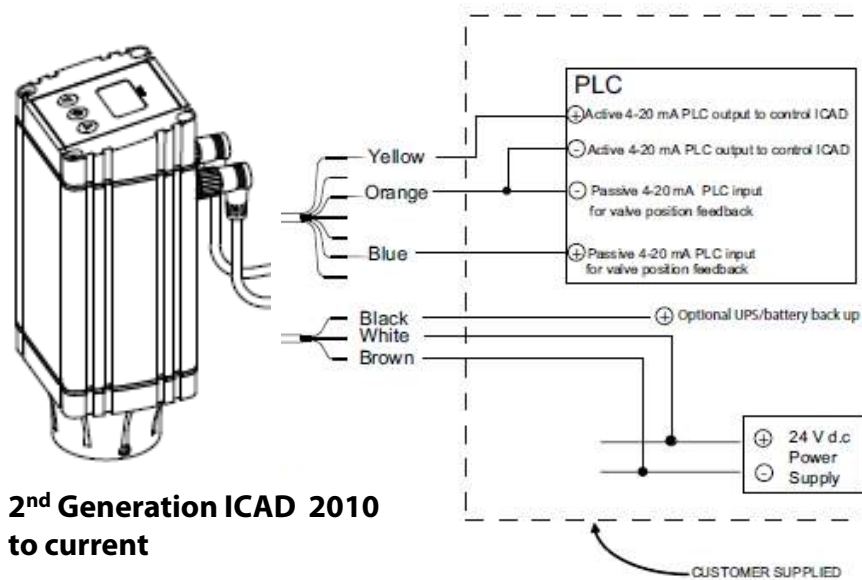 PLC
⊕ Active 4-20 mA PLC output to control ICAD
⊖ Active 4-20 mA PLC output to control ICAD
⊖ Passive 4-20 mA PLC input
for valve position feedback
⊕ Passive 4-20 mA PLC input
for valve position feedback
Yellow
Orange
Blue
Black
White
Brown
⊕ Optional UPS/battery back up
⊕ 24 V d.c
Power
⊖ Supply
2nd Generation ICAD 2010
to current
CUSTOMER SUPPLIED